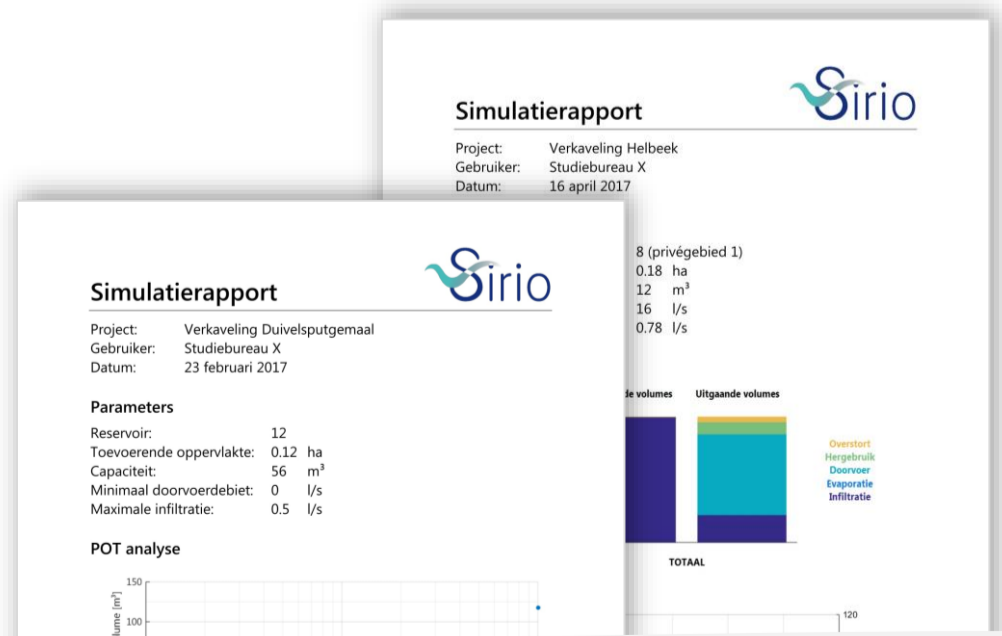 Sirio
Simulatierapport
Project: Verkaveling Helbeek
Gebruiker: Studiebureau X
Datum: 16 april 2017
8 (privégebied 1)
0.18 ha
12 m³
16 l/s
0.78 l/s
de volumes Uitgaande volumes
Overstort
Hergebruik
Doorvoer
Evaporatie
Infiltratie
TOTAAL
120
Sirio
Simulatierapport
Project: Verkaveling Duivelsputgemaal
Gebruiker: Studiebureau X
Datum: 23 februari 2017
Parameters
Reservoir: 12
Toevoerende oppervlakte: 0.12 ha
Capaciteit: 56 m³
Minimaal doorvoerdebiet: 0 l/s
Maximale infiltratie: 0.5 l/s
POT analyse
150
100
[m³]